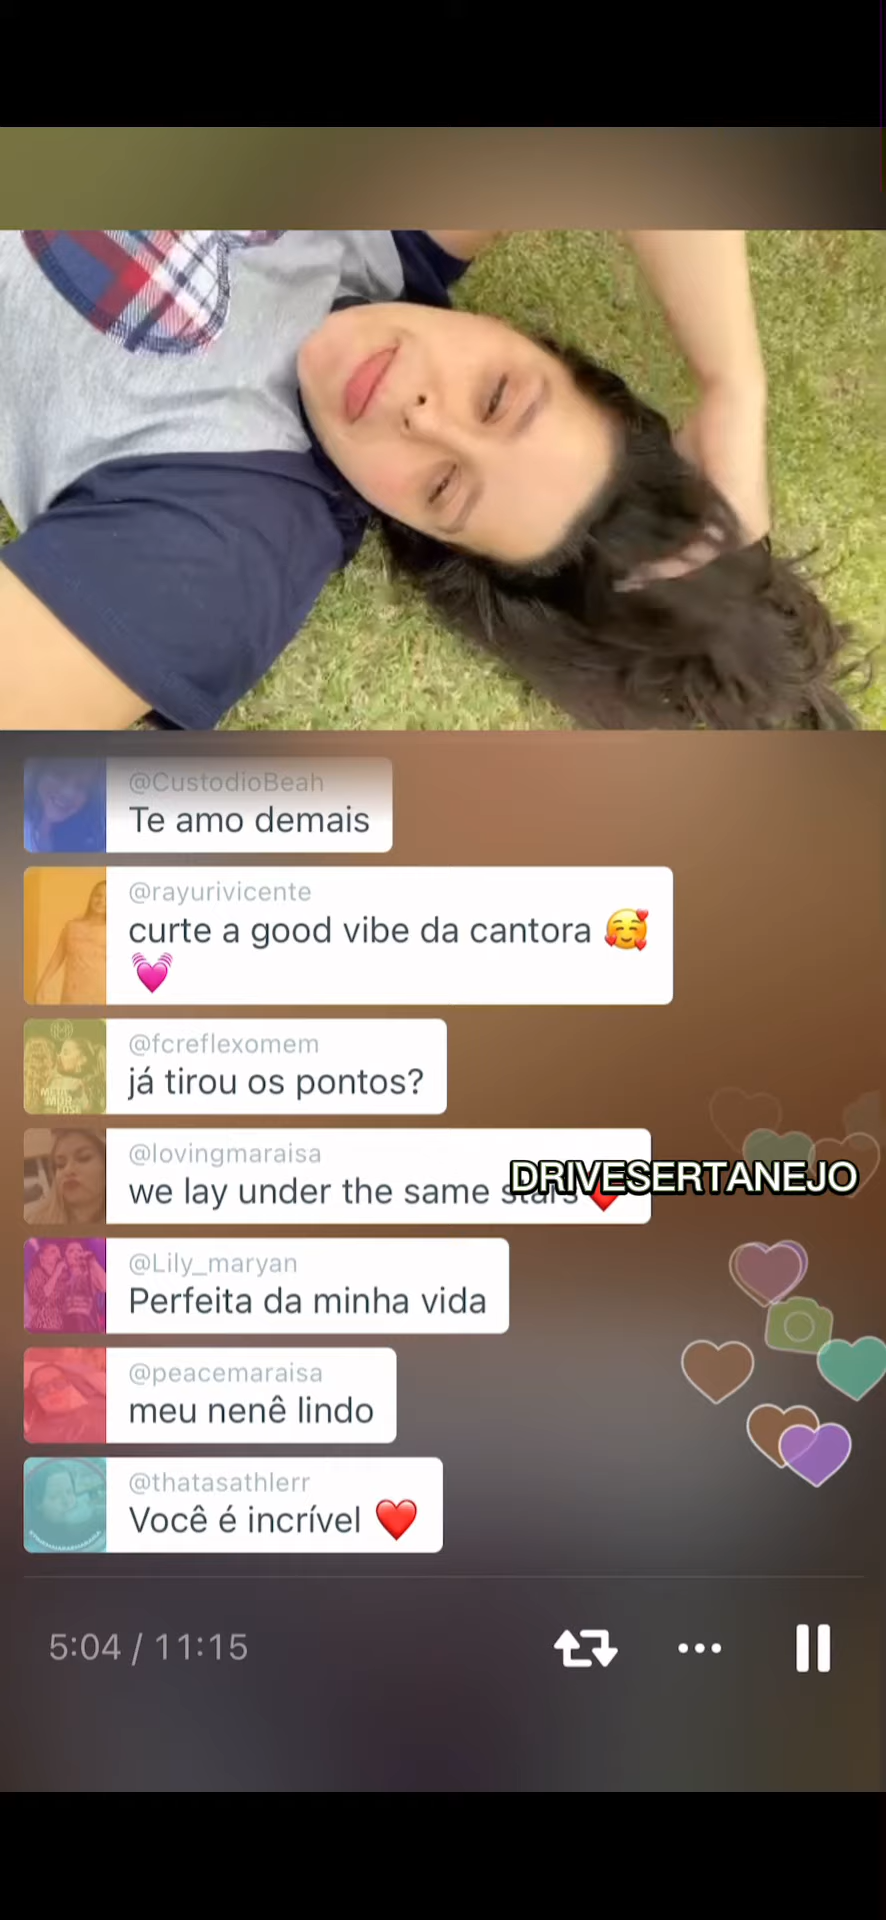 @CustodioBeah
Te amo demais
@rayurivicente
curte a good vibe da cantora 🥰
💓
@fcreflexomem
já tirou os pontos?
@lovingmaraisa
we lay under the same stars ❤️
DRIVESERTANEJO
@Lily_maryan
Perfeita da minha vida
@peacemaraisa
meu nenê lindo
@thatasathlerr
Você é incrível ❤️
5:04 / 11:15